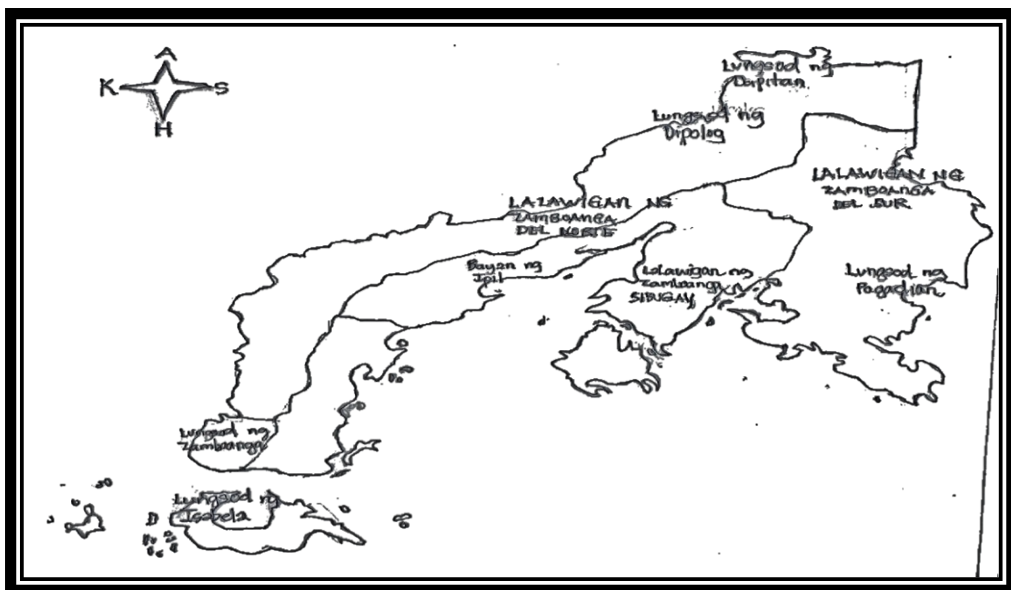 A
K S
H
Lungsod ng
Dapitan
Lungsod ng
Dipolog
LALAWIGAN NG
ZAMBOANGA
DEL SUR
LALAWIGAN NG
ZAMBOANGA
DEL NORTE
Bayan ng
Ipil
Lalawigan ng
Zamboanga
SIBUGAY
Lungsod ng
Pagadian
Lungsod ng
Zamboanga
Lungsod ng
Isabela